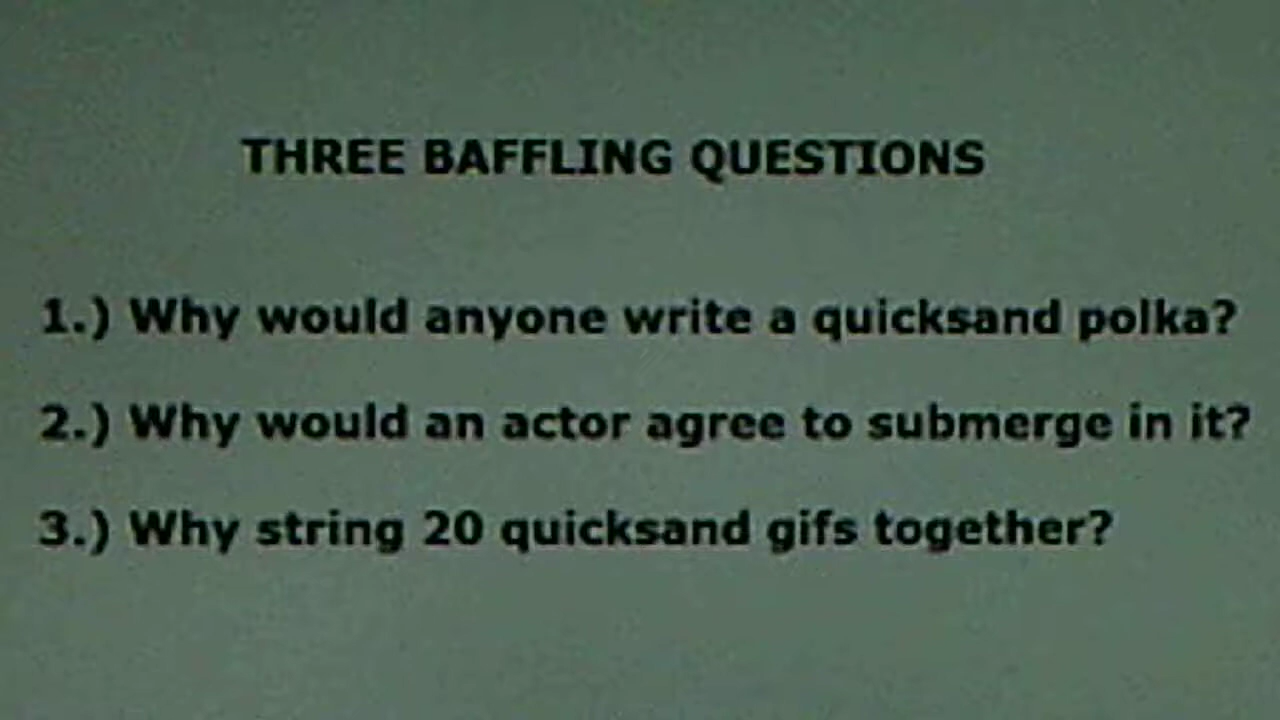 THREE BAFFLING QUESTIONS
1.) Why would anyone write a quicksand polka?
2.) Why would an actor agree to submerge in it?
3.) Why string 20 quicksand gifs together?